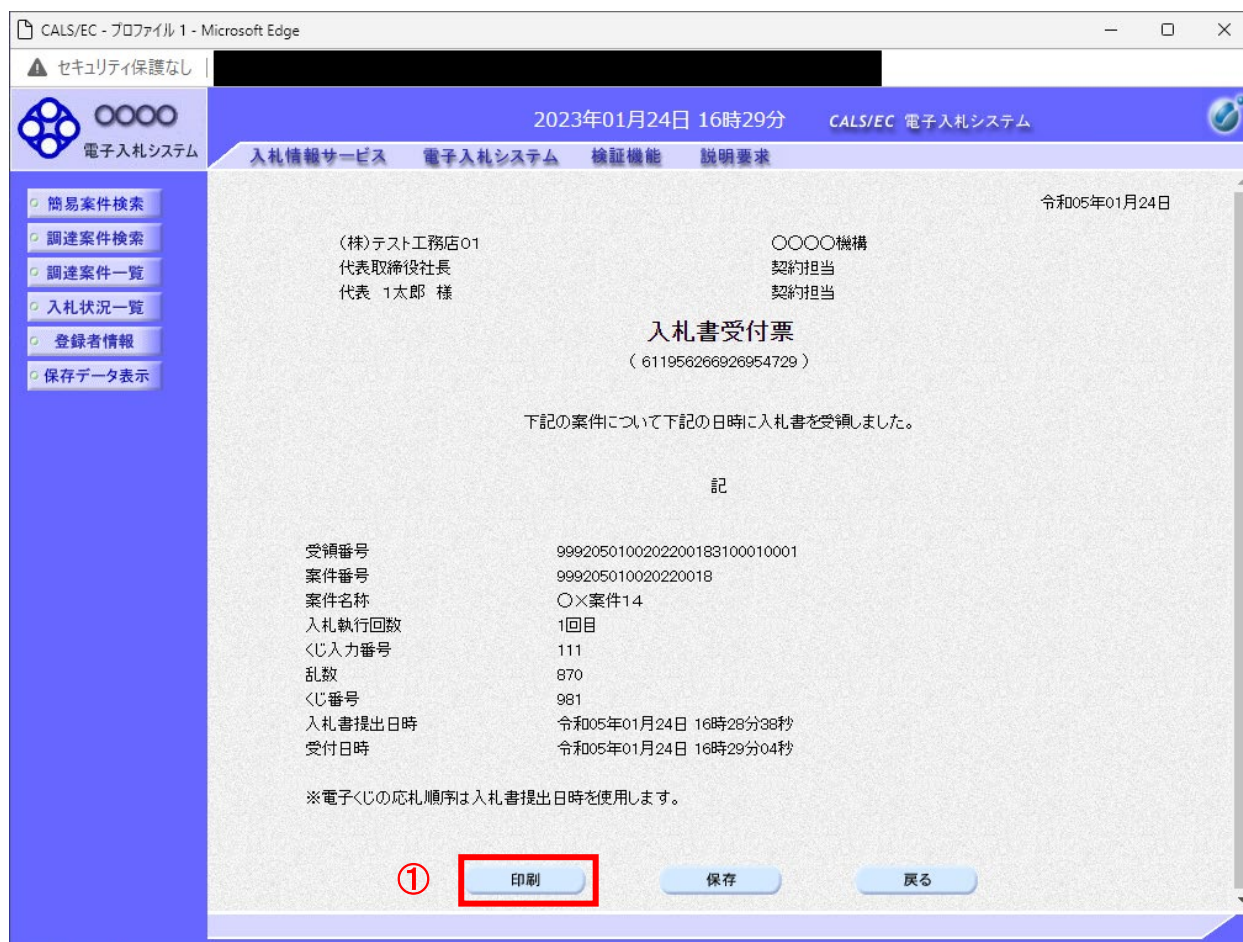 CALS/EC - プロファイル 1 - Microsoft Edge
セキュリティ保護なし
〇〇〇〇
電子入札システム
2023年01月24日 16時29分
CALS/EC 電子入札システム
入札情報サービス 電子入札システム 検証機能 説明要求
簡易案件検索
調達案件検索
調達案件一覧
入札状況一覧
登録者情報
保存データ表示
令和05年01月24日
(株)テスト工務店01
代表取締役社長
代表 1太郎 様
〇〇〇〇機構
契約担当
契約担当
入札書受付票
( 611956266926954729 )
下記の案件について下記の日時に入札書を受領しました。
記
受領番号 9992050100202200183100010001
案件番号 999205010020220018
案件名称 〇×案件14
入札執行回数 1回目
くじ入力番号 111
乱数 870
くじ番号 981
入札書提出日時 令和05年01月24日 16時28分38秒
受付日時 令和05年01月24日 16時29分04秒
※電子くじの応札順序は入札書提出日時を使用します。
① 印刷 保存 戻る